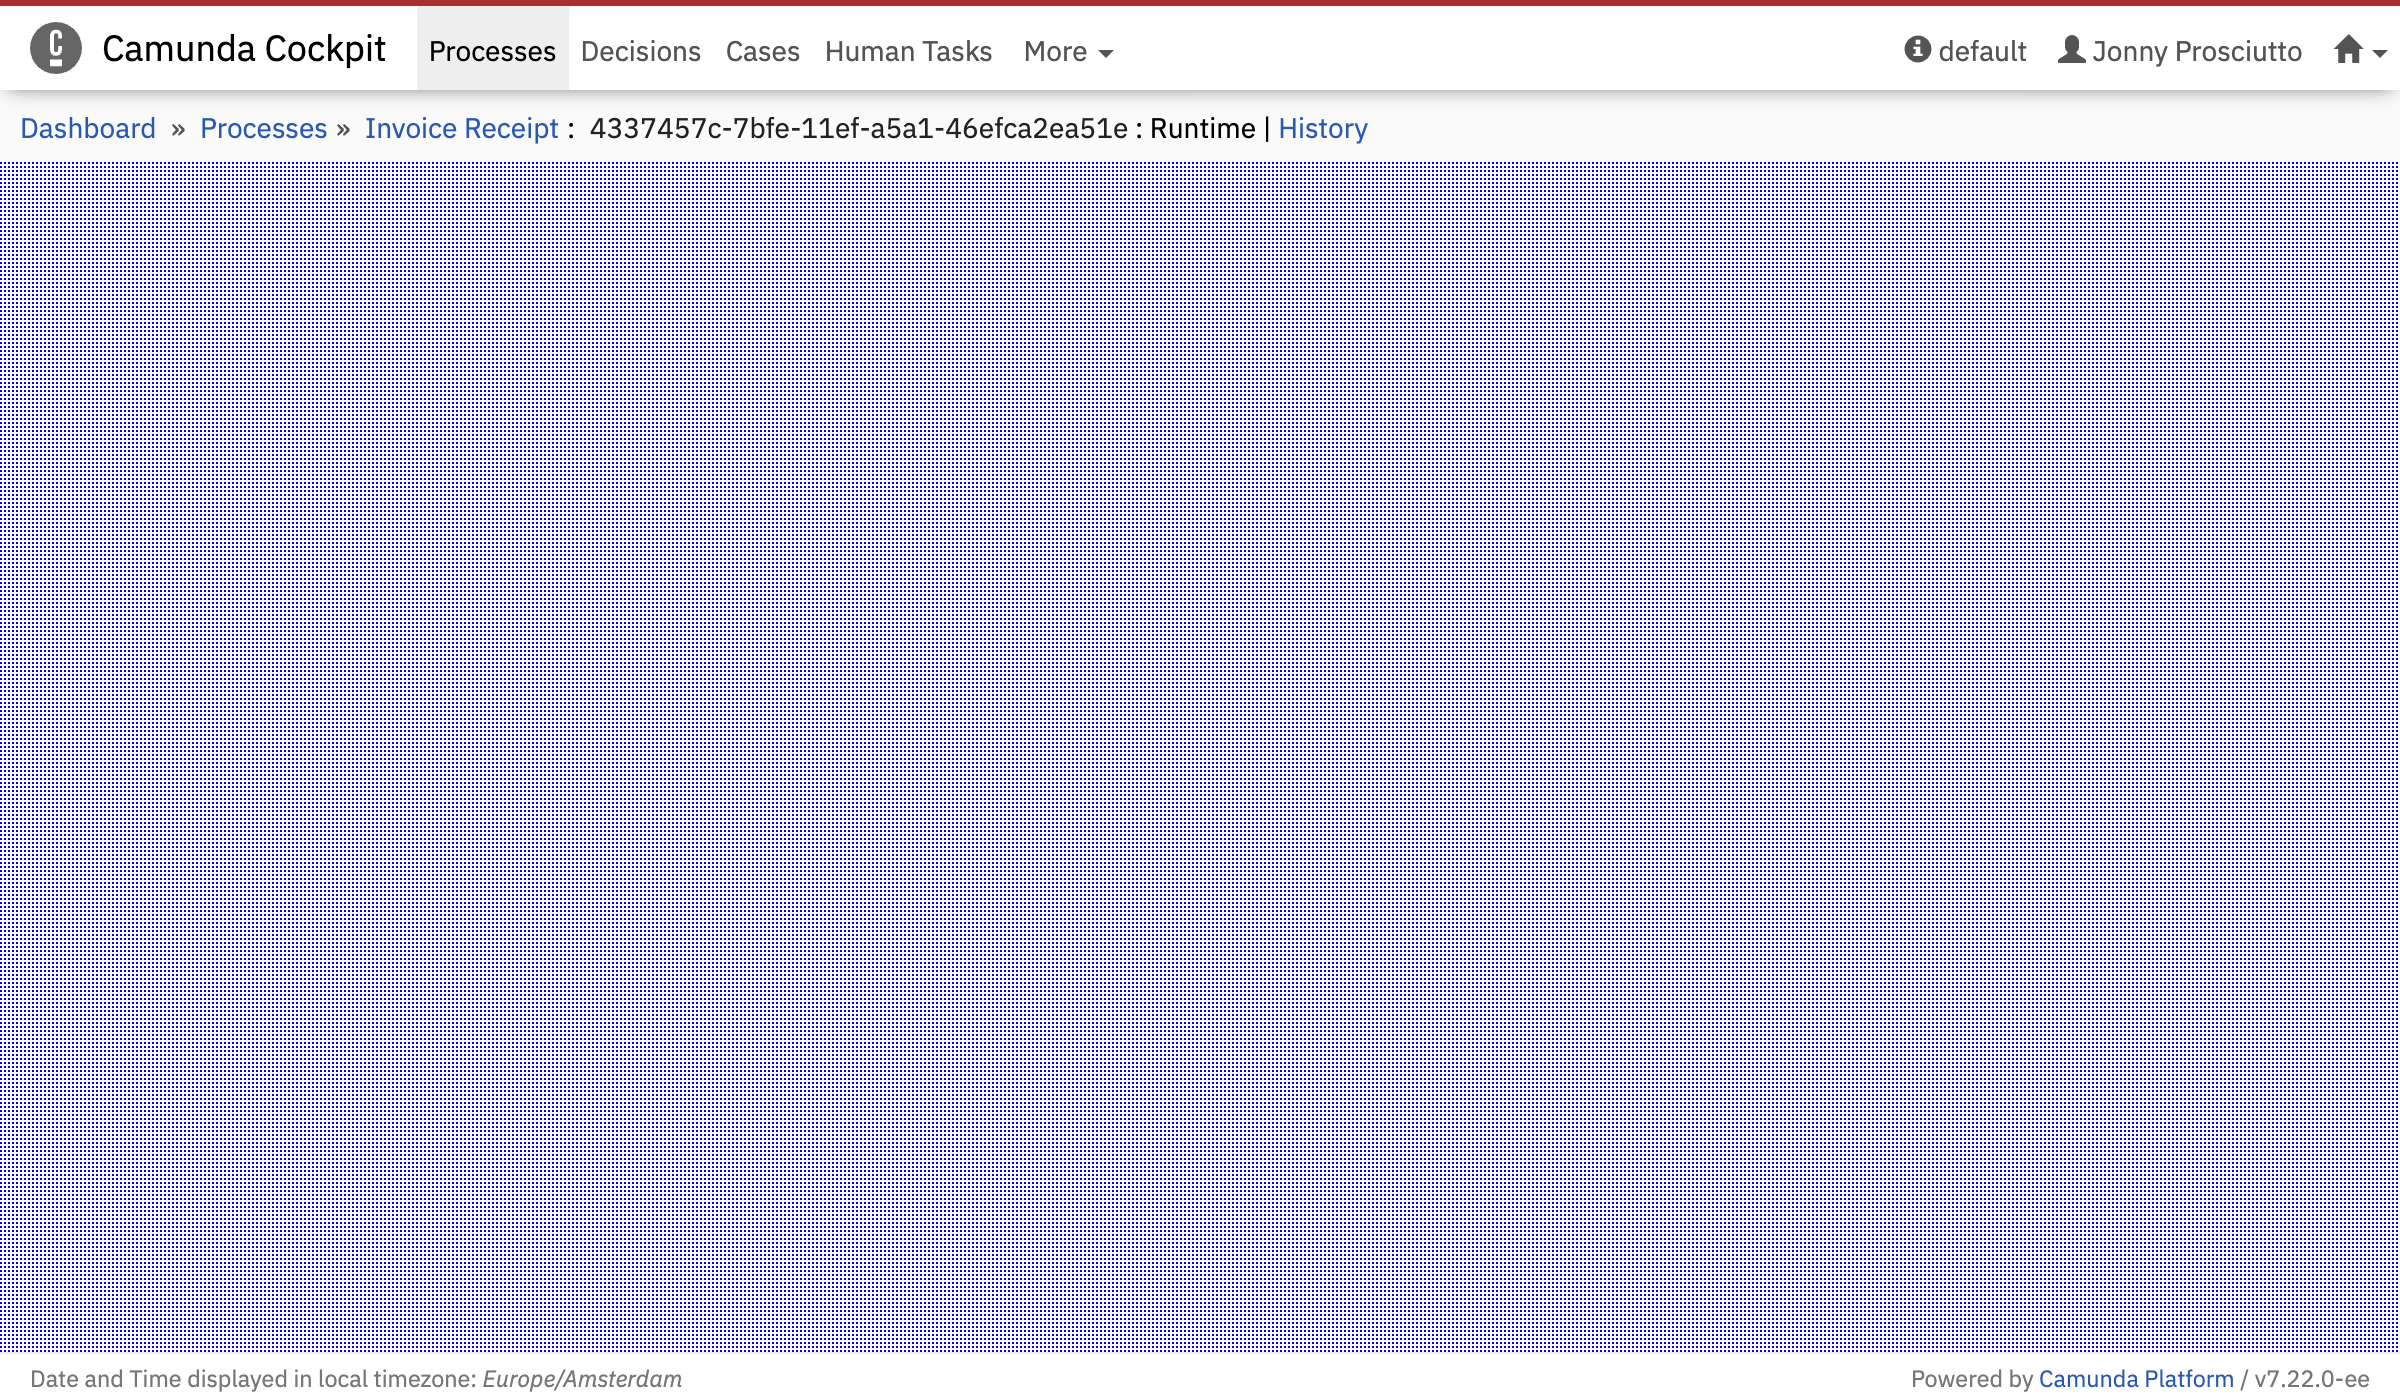 Camunda Cockpit Processes Decisions Cases Human Tasks More default Jonny Prosciutto
Dashboard » Processes » Invoice Receipt : 4337457c-7bfe-11ef-a5a1-46efca2ea51e : Runtime | History
Date and Time displayed in local timezone: Europe/Amsterdam Powered by Camunda Platform / v7.22.0-ee